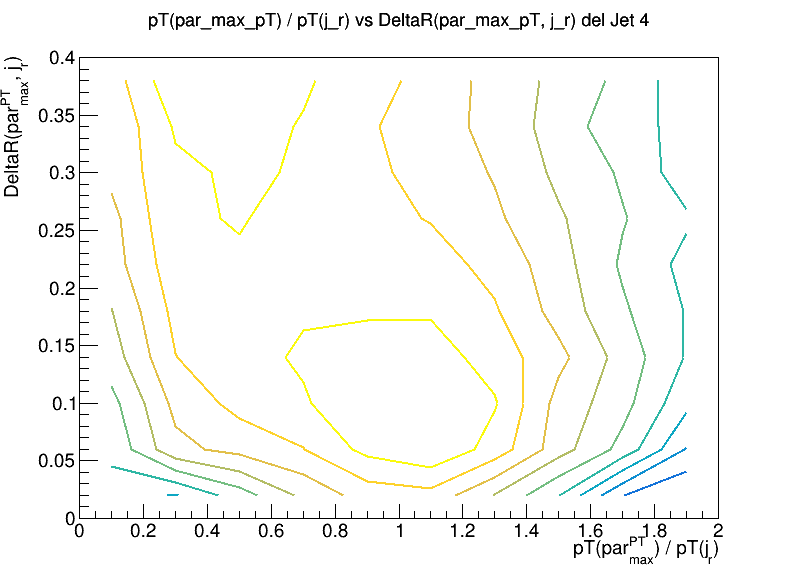 pT(par_max_pT) / pT(j_r) vs DeltaR(par_max_pT, j_r) del Jet 4
DeltaR(par^PT_max, j_r)
0.4
0.35
0.3
0.25
0.2
0.15
0.1
0.05
0
0 0.2 0.4 0.6 0.8 1 1.2 1.4 1.6 1.8 2
pT(par^PT_max) / pT(j_r)